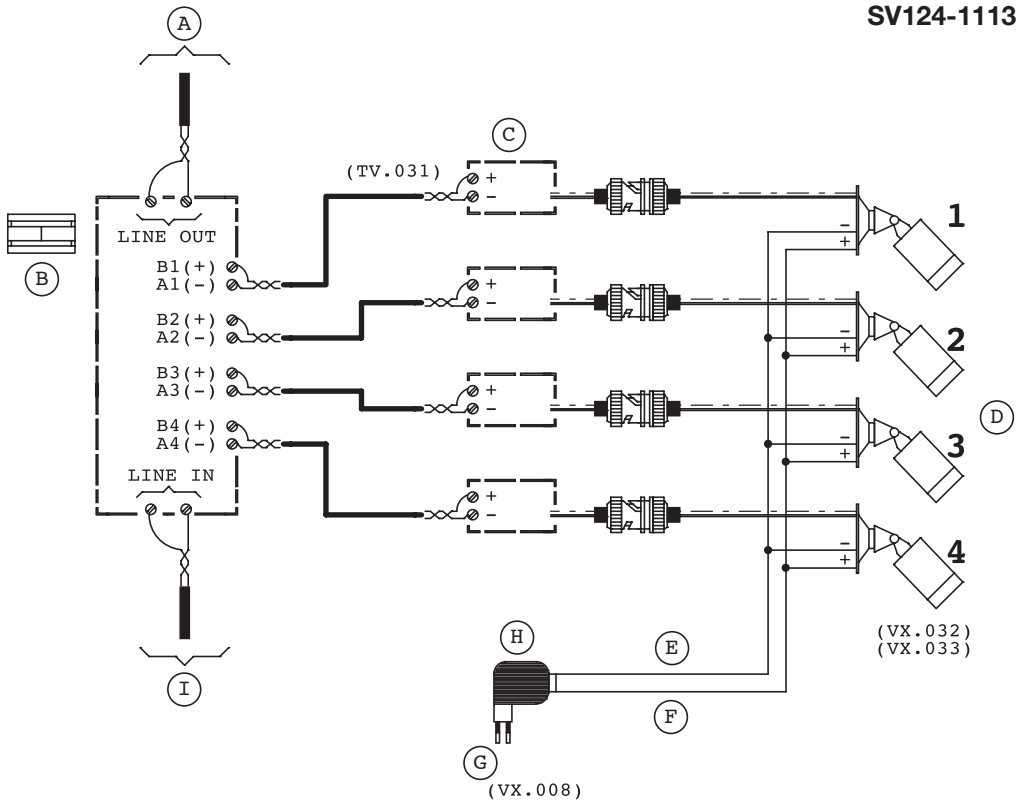 SV124-1113
A
C
(TV.031)
+
-
1
LINE OUT
-
+
B
B1(+)
A1(-)
+
-
B2(+)
A2(-)
2
-
+
B3(+)
A3(-)
+
-
D
3
-
+
B4(+)
A4(-)
LINE IN
+
-
4
-
+
(VX.032)
(VX.033)
H
E
I
F
G
(VX.008)